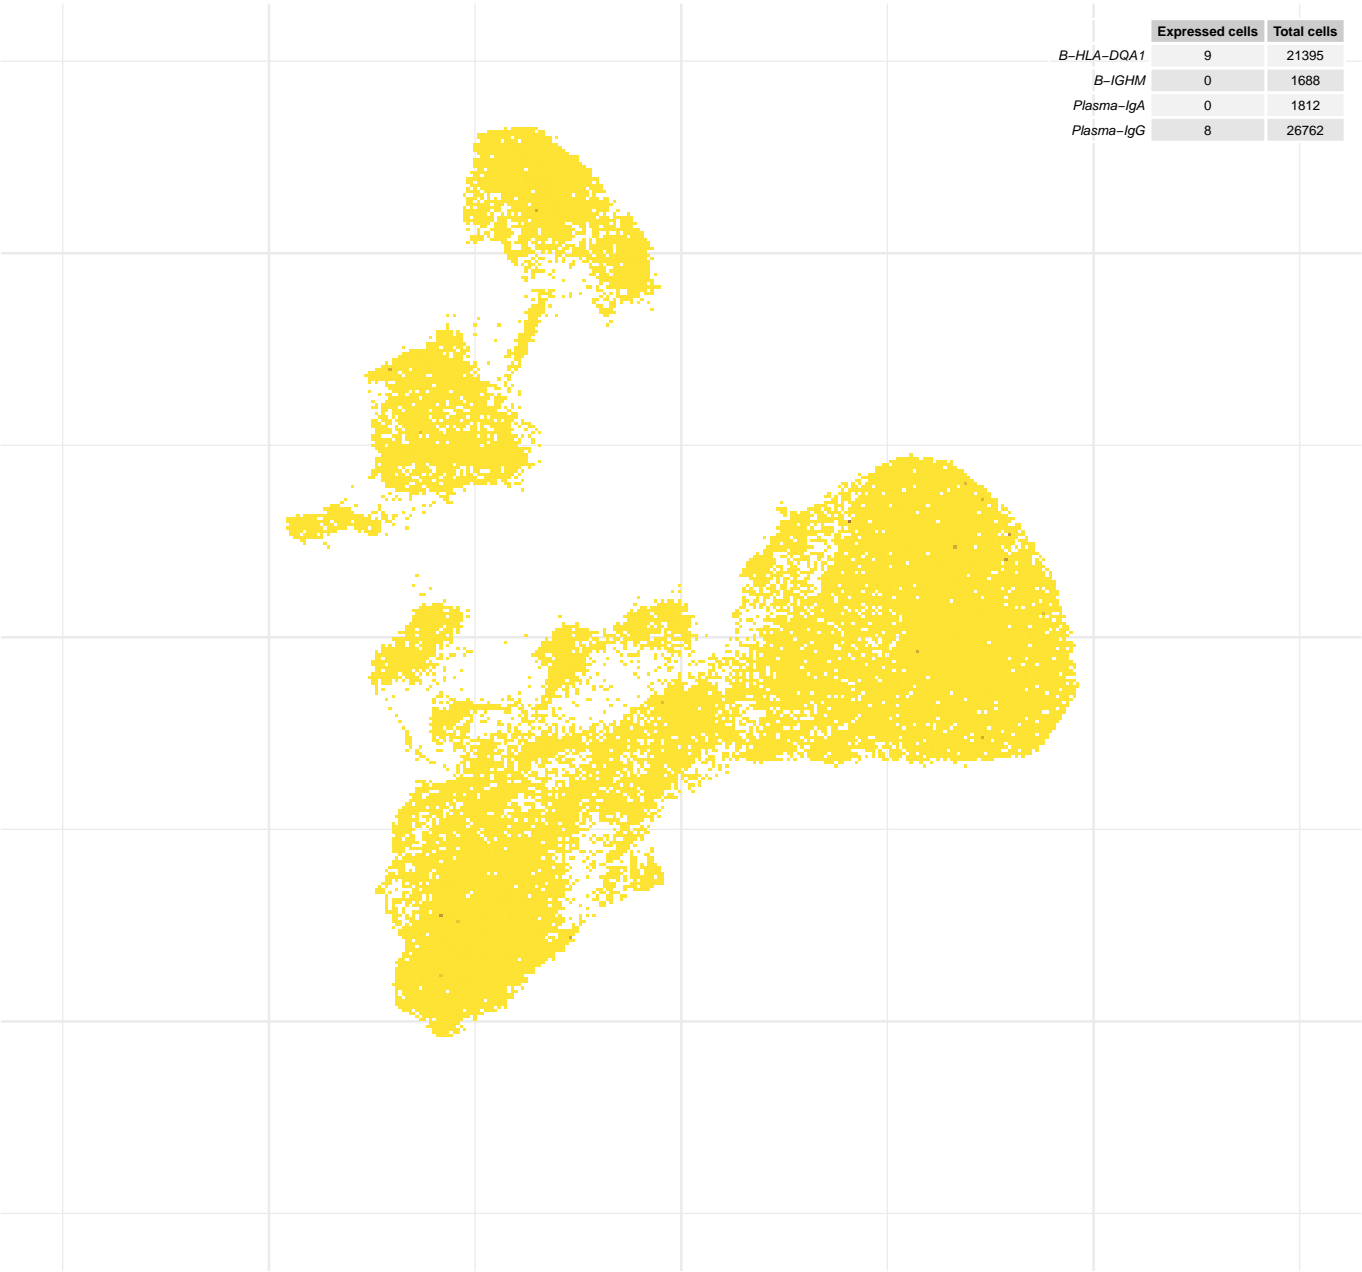 Expressed cells Total cells
B−HLA−DQA1 9 21395
B−IGHM 0 1688
Plasma−IgA 0 1812
Plasma−IgG 8 26762